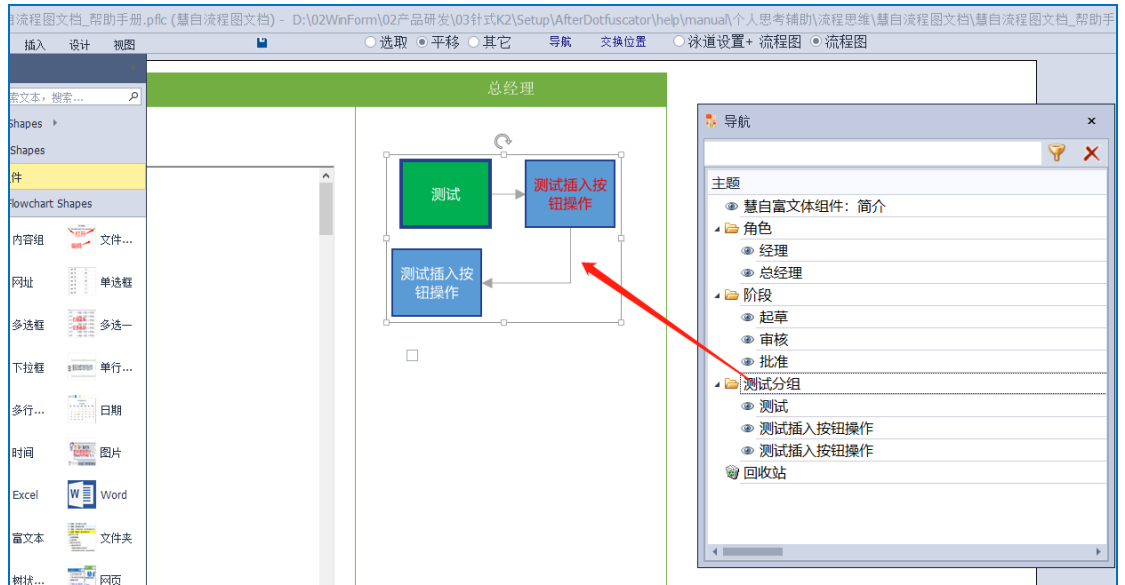 自流程图文档_帮助手册.pflc (慧自流程图文档) - D:\02WinForm\02产品研发\03针式K2\Setup\AfterDotfuscator\help\manual\个人思考辅助\流程思维\慧自流程图文档\慧自流程图文档_帮助手
插入 设计 视图 选取 平移 其它 导航 交换位置 泳道设置+ 流程图 流程图
索文本，搜索...
Shapes
Shapes
件
Flowchart Shapes
内容组 文件...
网址 单选框
多选框 多选一
下拉框 单行...
多行... 日期
时间 图片
Excel Word
富文本 文件夹
树状... 网页
总经理
测试
测试插入按
钮操作
测试插入按
钮操作
导航
主题
慧自富文体组件：简介
角色
经理
总经理
阶段
起草
审核
批准
测试分组
测试
测试插入按钮操作
测试插入按钮操作
回收站